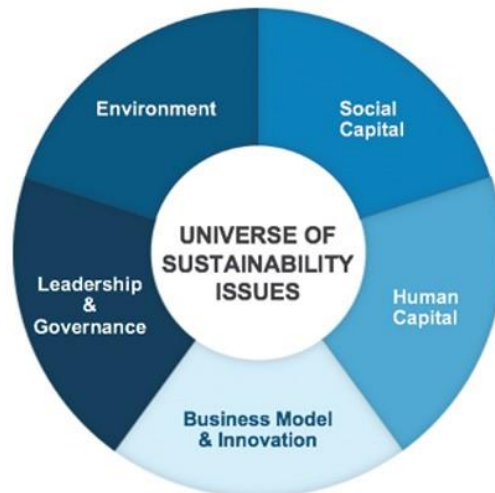 Environment
Social
Capital
UNIVERSE OF
SUSTAINABILITY
ISSUES
Leadership
&
Governance
Human
Capital
Business Model
& Innovation